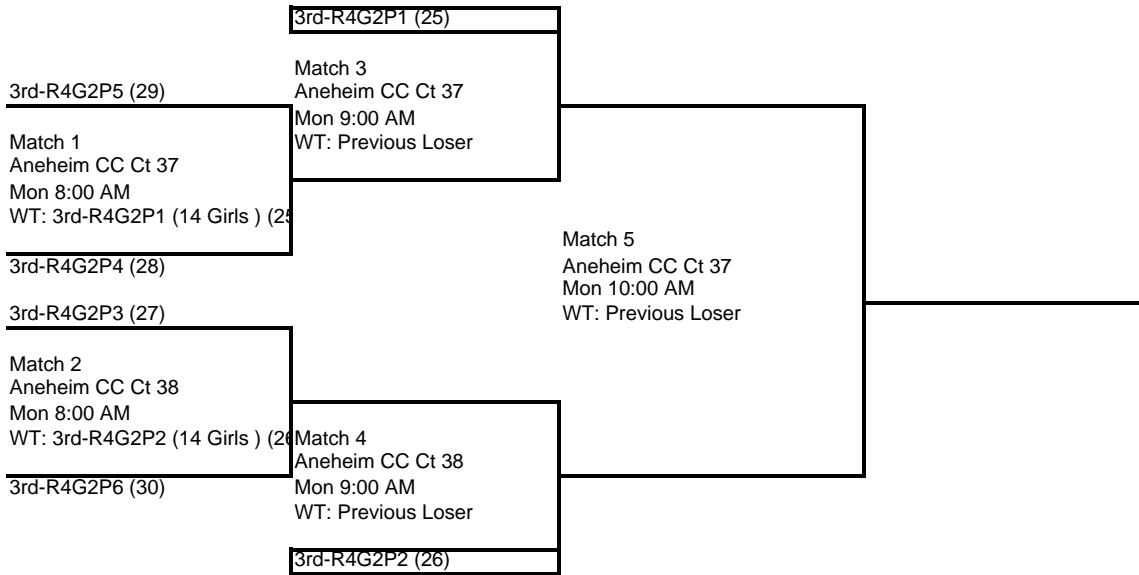 3rd-R4G2P1 (25)
Match 3
Aneheim CC Ct 37
Mon 9:00 AM
WT: Previous Loser
3rd-R4G2P5 (29)
Match 1
Aneheim CC Ct 37
Mon 8:00 AM
WT: 3rd-R4G2P1 (14 Girls ) (25
3rd-R4G2P4 (28)
Match 5
Aneheim CC Ct 37
Mon 10:00 AM
WT: Previous Loser
3rd-R4G2P3 (27)
Match 2
Aneheim CC Ct 38
Mon 8:00 AM
WT: 3rd-R4G2P2 (14 Girls ) (26
3rd-R4G2P6 (30)
Match 4
Aneheim CC Ct 38
Mon 9:00 AM
WT: Previous Loser
3rd-R4G2P2 (26)